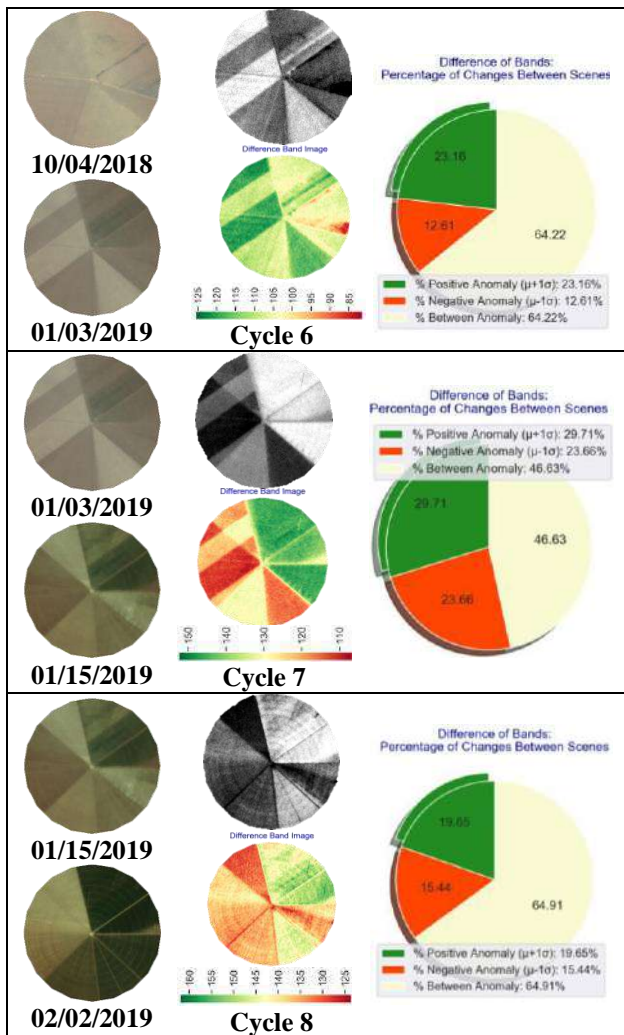 10/04/2018
01/03/2019
Difference Band Image
125
120
115
110
105
100
95
90
85
Cycle 6
Difference of Bands:
Percentage of Changes Between Scenes
23.16
12.61
64.22
% Positive Anomaly (μ+1σ): 23.16%
% Negative Anomaly (μ-1σ): 12.61%
% Between Anomaly: 64.22%
01/03/2019
01/15/2019
Difference Band Image
150
140
130
120
110
Cycle 7
Difference of Bands:
Percentage of Changes Between Scenes
% Positive Anomaly (μ+1σ): 29.71%
% Negative Anomaly (μ-1σ): 23.66%
% Between Anomaly: 46.63%
29.71
46.63
23.66
01/15/2019
02/02/2019
Difference Band Image
160
150
145
140
135
130
125
Cycle 8
Difference of Bands:
Percentage of Changes Between Scenes
19.65
15.44
64.91
% Positive Anomaly (μ+1σ): 19.65%
% Negative Anomaly (μ-1σ): 15.44%
% Between Anomaly: 64.91%